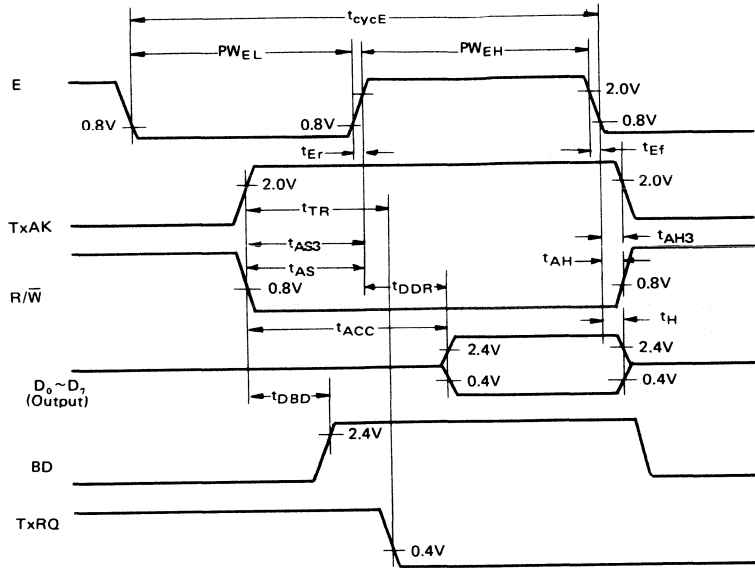 tcycE
PWEL
PWEH
E
2.0V
0.8V
0.8V
0.8V
tEr
tEf
2.0V
2.0V
TxAK
tTR
tAS3
tAH3
tAS
tAH
R/W̅
0.8V
tDDR
0.8V
tACC
tH
2.4V
2.4V
D₀~D₇
(Output)
0.4V
0.4V
tDBD
2.4V
BD
TxRQ
0.4V